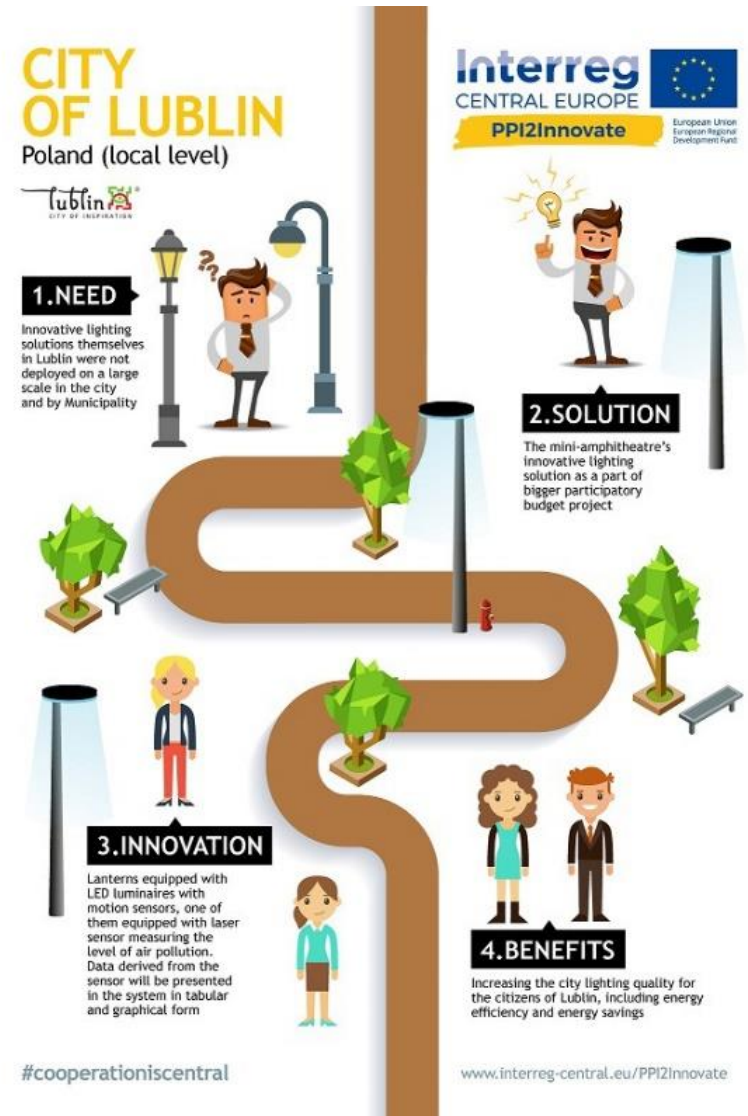 CITY
OF LUBLIN
Poland (local level)
lublin
CITY OF INSPIRATION
Interreg
CENTRAL EUROPE
PPI2Innovate
European Union
European Regional
Development Fund
1.NEED
Innovative lighting
solutions themselves
in Lublin were not
deployed on a large
scale in the city
and by Municipality
??
2.SOLUTION
The mini-amphitheatre's
innovative lighting
solution as a part of
bigger participatory
budget project
3.INNOVATION
Lanterns equipped with
LED luminaires with
motion sensors, one of
them equipped with laser
sensor measuring the
level of air pollution.
Data derived from the
sensor will be presented
in the system in tabular
and graphical form
4.BENEFITS
Increasing the city lighting quality for
the citizens of Lublin, including energy
efficiency and energy savings
#cooperationiscentral
www.interreg-central.eu/PPI2Innovate